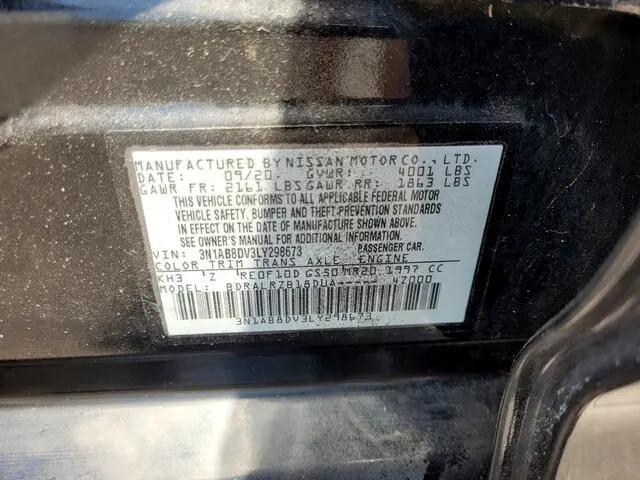 MANUFACTURED BY NISSAN MOTOR CO., LTD.
DATE: 09/20 GVWR: 4001 LBS
GAWR FR: 2161 LBS GAWR RR: 1863 LBS
THIS VEHICLE CONFORMS TO ALL APPLICABLE FEDERAL MOTOR
VEHICLE SAFETY, BUMPER AND THEFT PREVENTION STANDARDS
IN EFFECT ON THE DATE OF MANUFACTURE SHOWN ABOVE.
SEE OWNER'S MANUAL FOR ADDITIONAL INFORMATION
VIN: 3N1AB8DV3LY298673 PASSENGER CAR.
COLOR TRIM TRANS AXLE ENGINE
KH3 'Z RE0F10D GS50 MR20 1997 CC
MODEL: BDRALRZB18DUA----- 4Z000
3N1AB8DV3LY298673